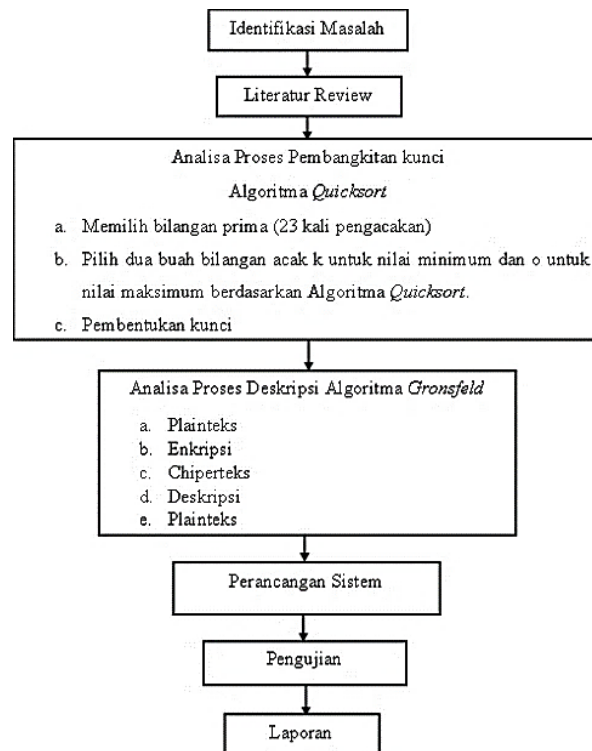 Identifikasi Masalah
Literatur Review
Analisa Proses Pembangkitan kunci
Algoritma Quicksort
a. Memilih bilangan prima (23 kali pengacakan)
b. Pilih dua buah bilangan acak k untuk nilai minimum dan o untuk
nilai maksimum berdasarkan Algoritma Quicksort.
c. Pembentukan kunci
Analisa Proses Deskripsi Algoritma Gronsfeld
a. Plainteks
b. Enkripsi
c. Chiperteks
d. Deskripsi
e. Plainteks
Perancangan Sistem
Pengujian
Laporan